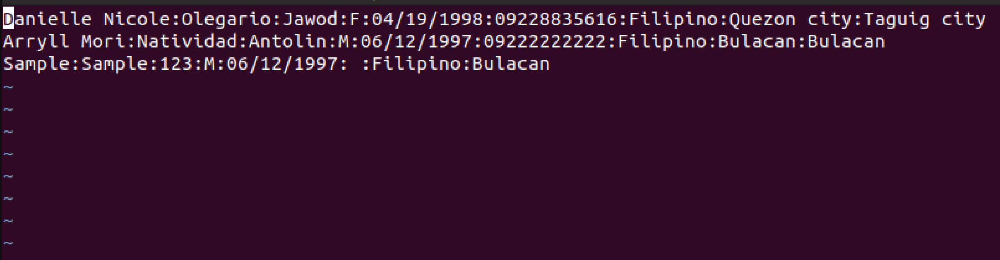 Danielle Nicole:Olegario:Jawod:F:04/19/1998:09228835616:Filipino:Quezon city:Taguig city
Arryll Mori:Natividad:Antolin:M:06/12/1997:09222222222:Filipino:Bulacan:Bulacan
Sample:Sample:123:M:06/12/1997: :Filipino:Bulacan
~
~
~
~
~
~
~
~